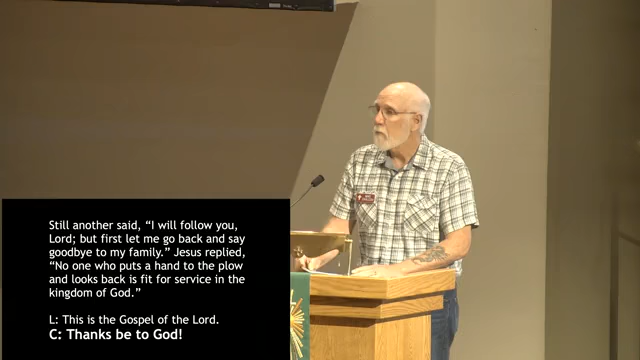 Still another said, “I will follow you,
Lord; but first let me go back and say
goodbye to my family.” Jesus replied,
“No one who puts a hand to the plow
and looks back is fit for service in the
kingdom of God.”
L: This is the Gospel of the Lord.
C: Thanks be to God!